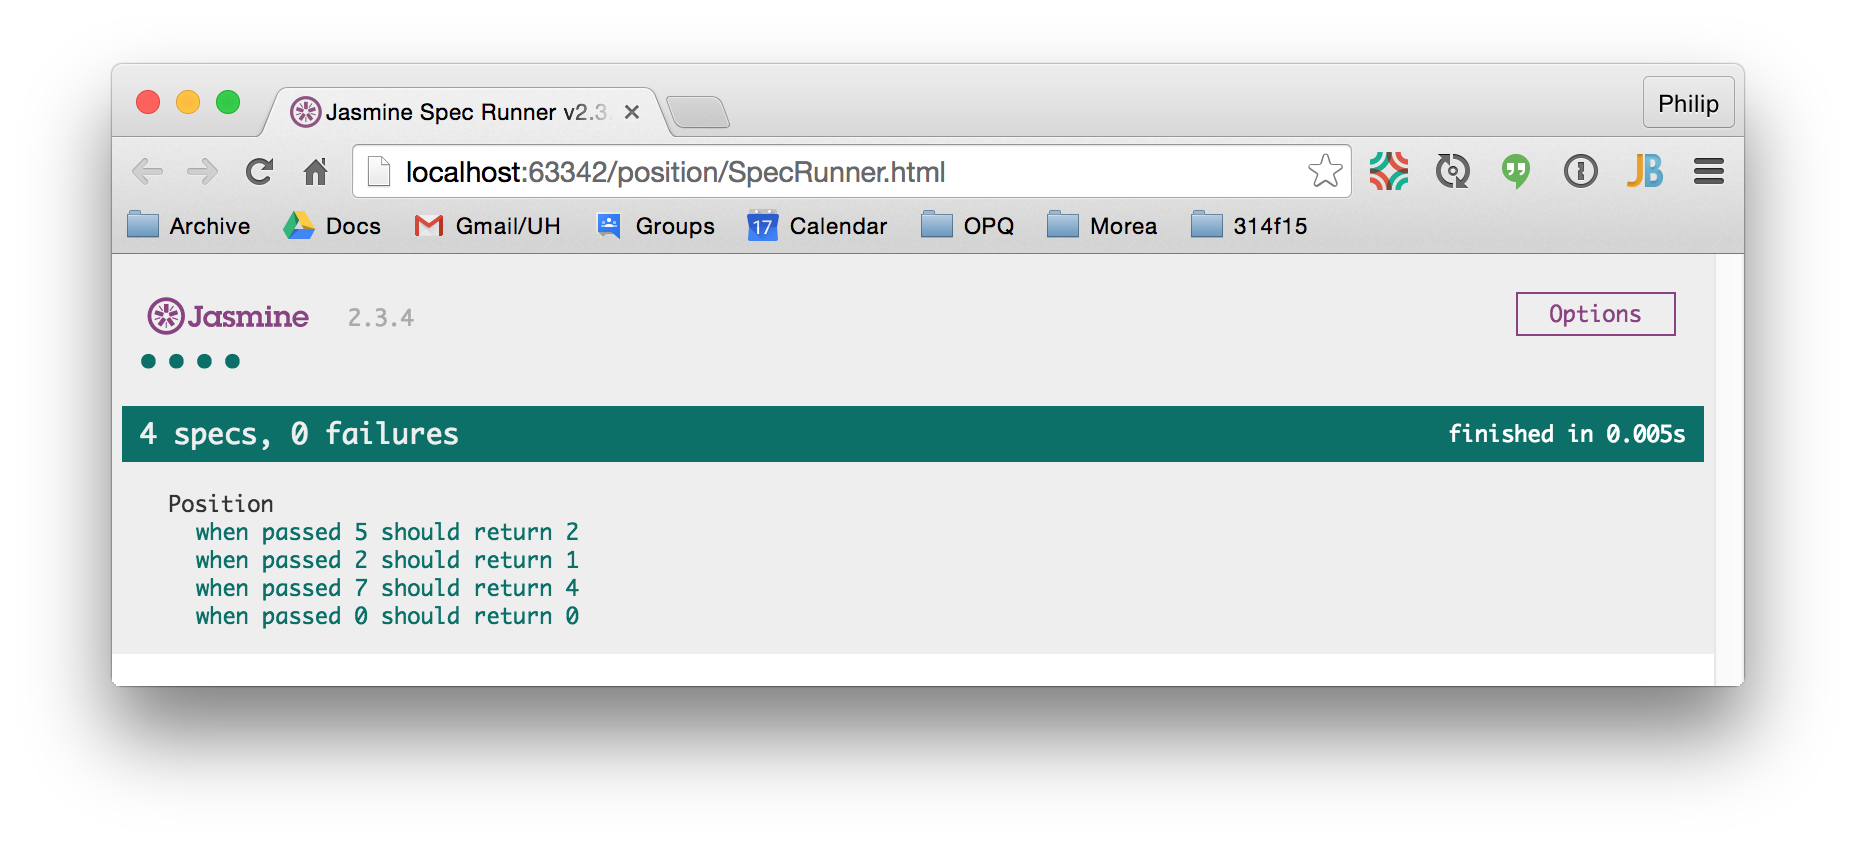 Jasmine Spec Runner v2.3.
Philip
localhost:63342/position/SpecRunner.html
JB
Archive Docs Gmail/UH Groups 17 Calendar OPQ Morea 314f15
Jasmine 2.3.4 Options
4 specs, 0 failures finished in 0.005s
Position
when passed 5 should return 2
when passed 2 should return 1
when passed 7 should return 4
when passed 0 should return 0